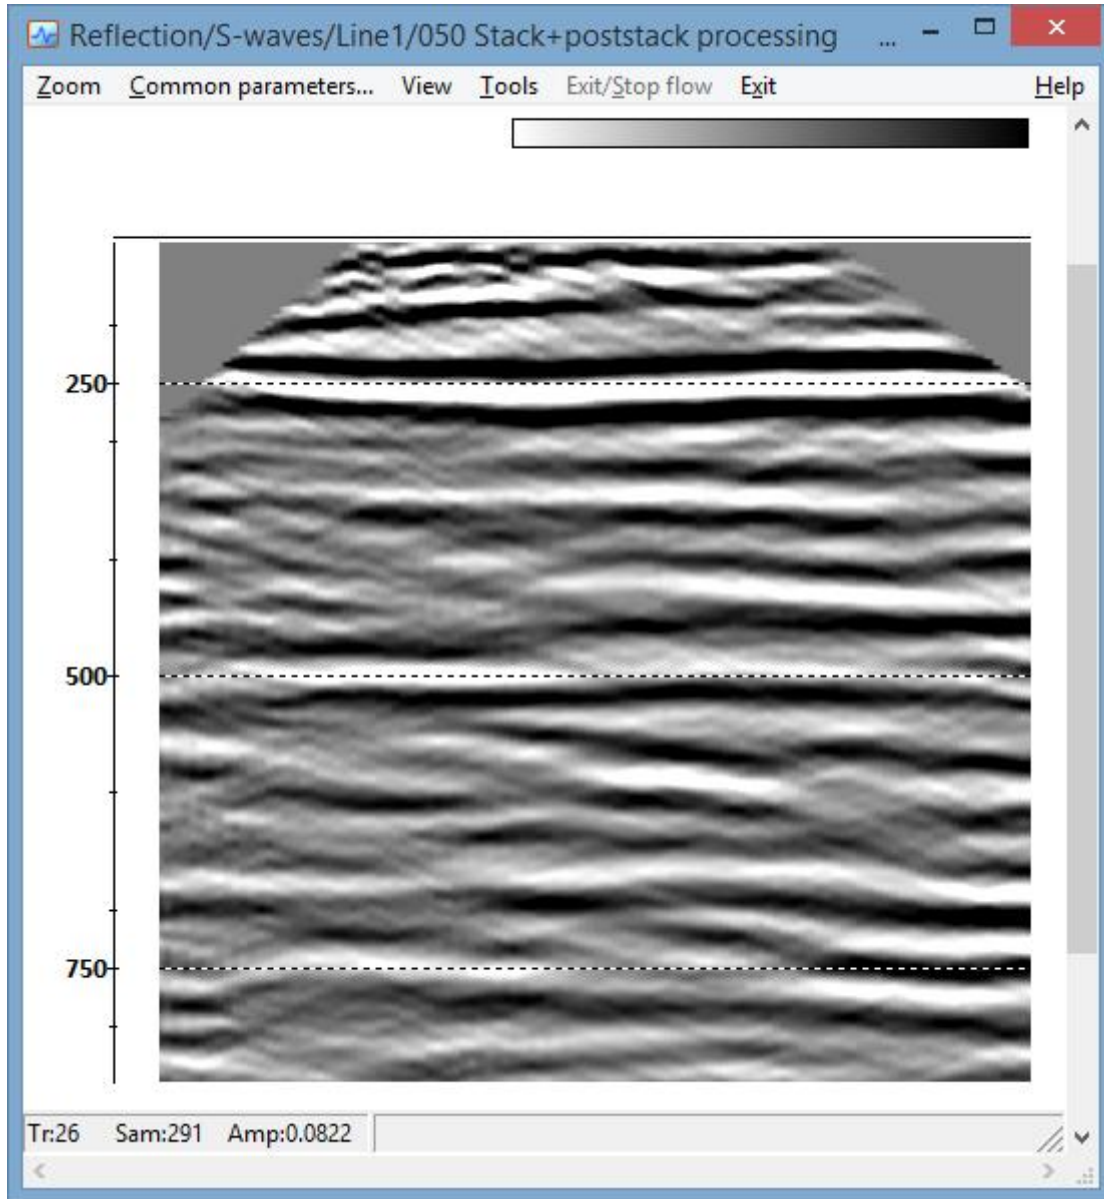 Reflection/S-waves/Line1/050 Stack+poststack processing ...
Zoom Common parameters... View Tools Exit/Stop flow Exit Help
250
500
750
Tr:26 Sam:291 Amp:0.0822